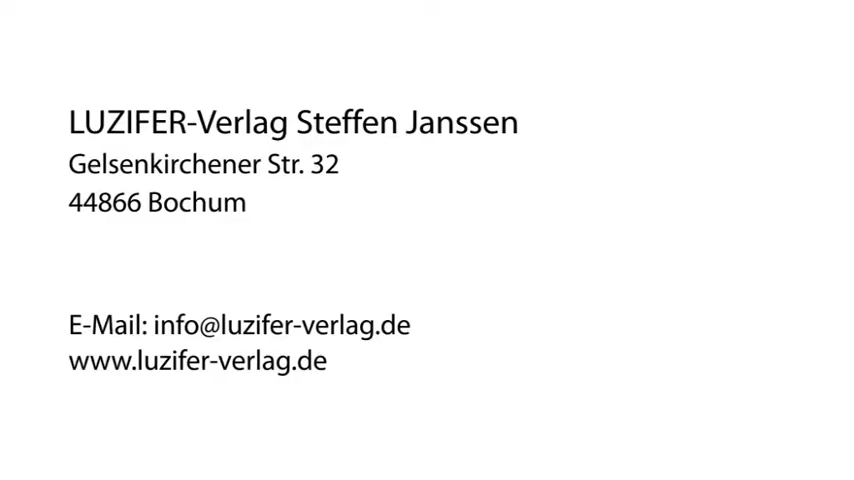 LUZIFER-Verlag Steffen Janssen
Gelsenkirchener Str. 32
44866 Bochum
E-Mail: info@luzifer-verlag.de
www.luzifer-verlag.de